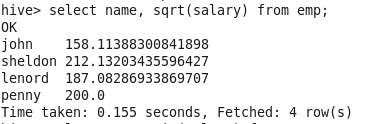 hive> select name, sqrt(salary) from emp;
OK
john    158.11388300841898
sheldon 212.13203435596427
lenord  187.08286933869707
penny   200.0
Time taken: 0.155 seconds, Fetched: 4 row(s)